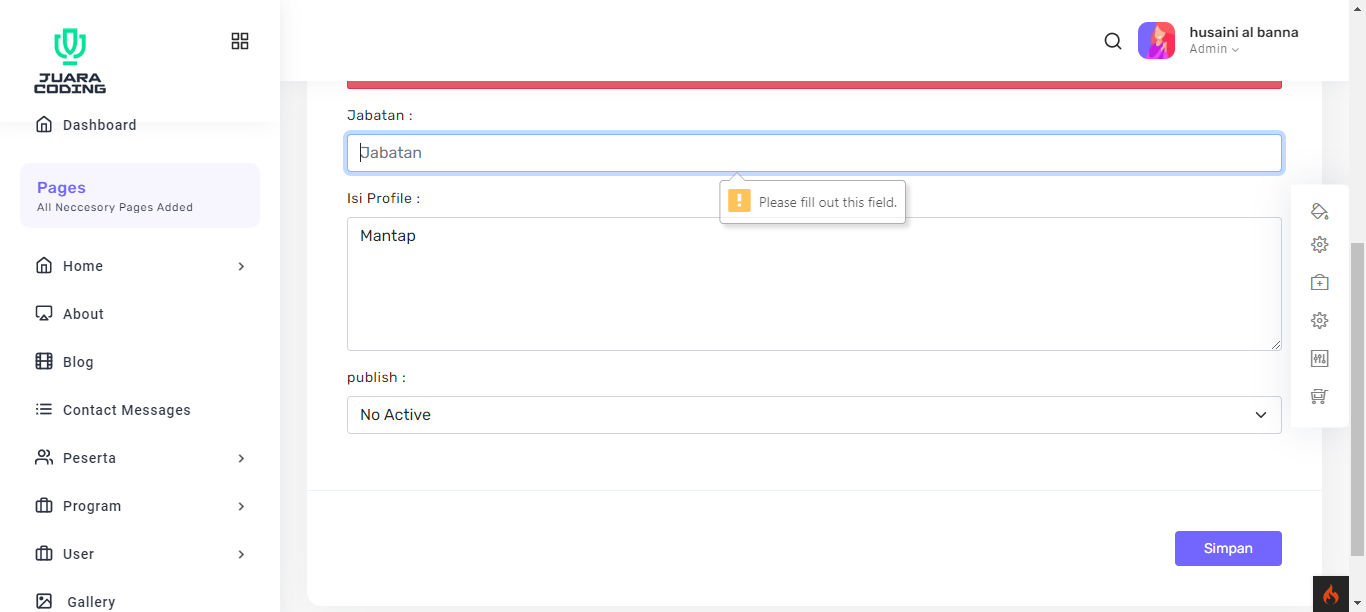 JUARA
CODING
husaini al banna
Admin
Dashboard
Pages
All Neccesory Pages Added
Home
About
Blog
Contact Messages
Peserta
Program
User
Gallery
Jabatan :
Jabatan
Please fill out this field.
Isi Profile :
Mantap
publish :
No Active
Simpan